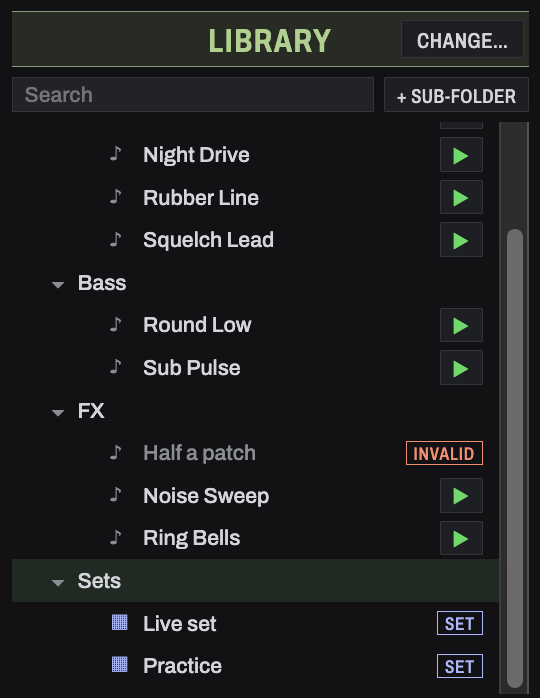 LIBRARY
CHANGE...
Search
+ SUB-FOLDER
Night Drive
Rubber Line
Squelch Lead
Bass
Round Low
Sub Pulse
FX
Half a patch INVALID
Noise Sweep
Ring Bells
Sets
Live set SET
Practice SET